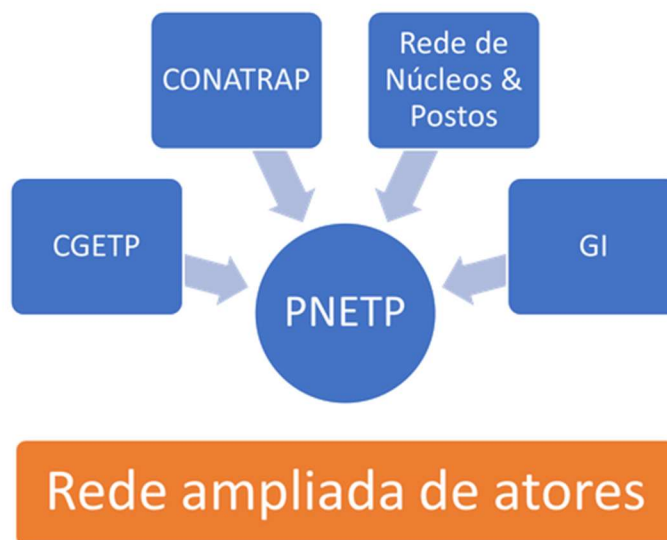 CONATRAP
Rede de
Núcleos &
Postos
CGETP
GI
PNETP
Rede ampliada de atores